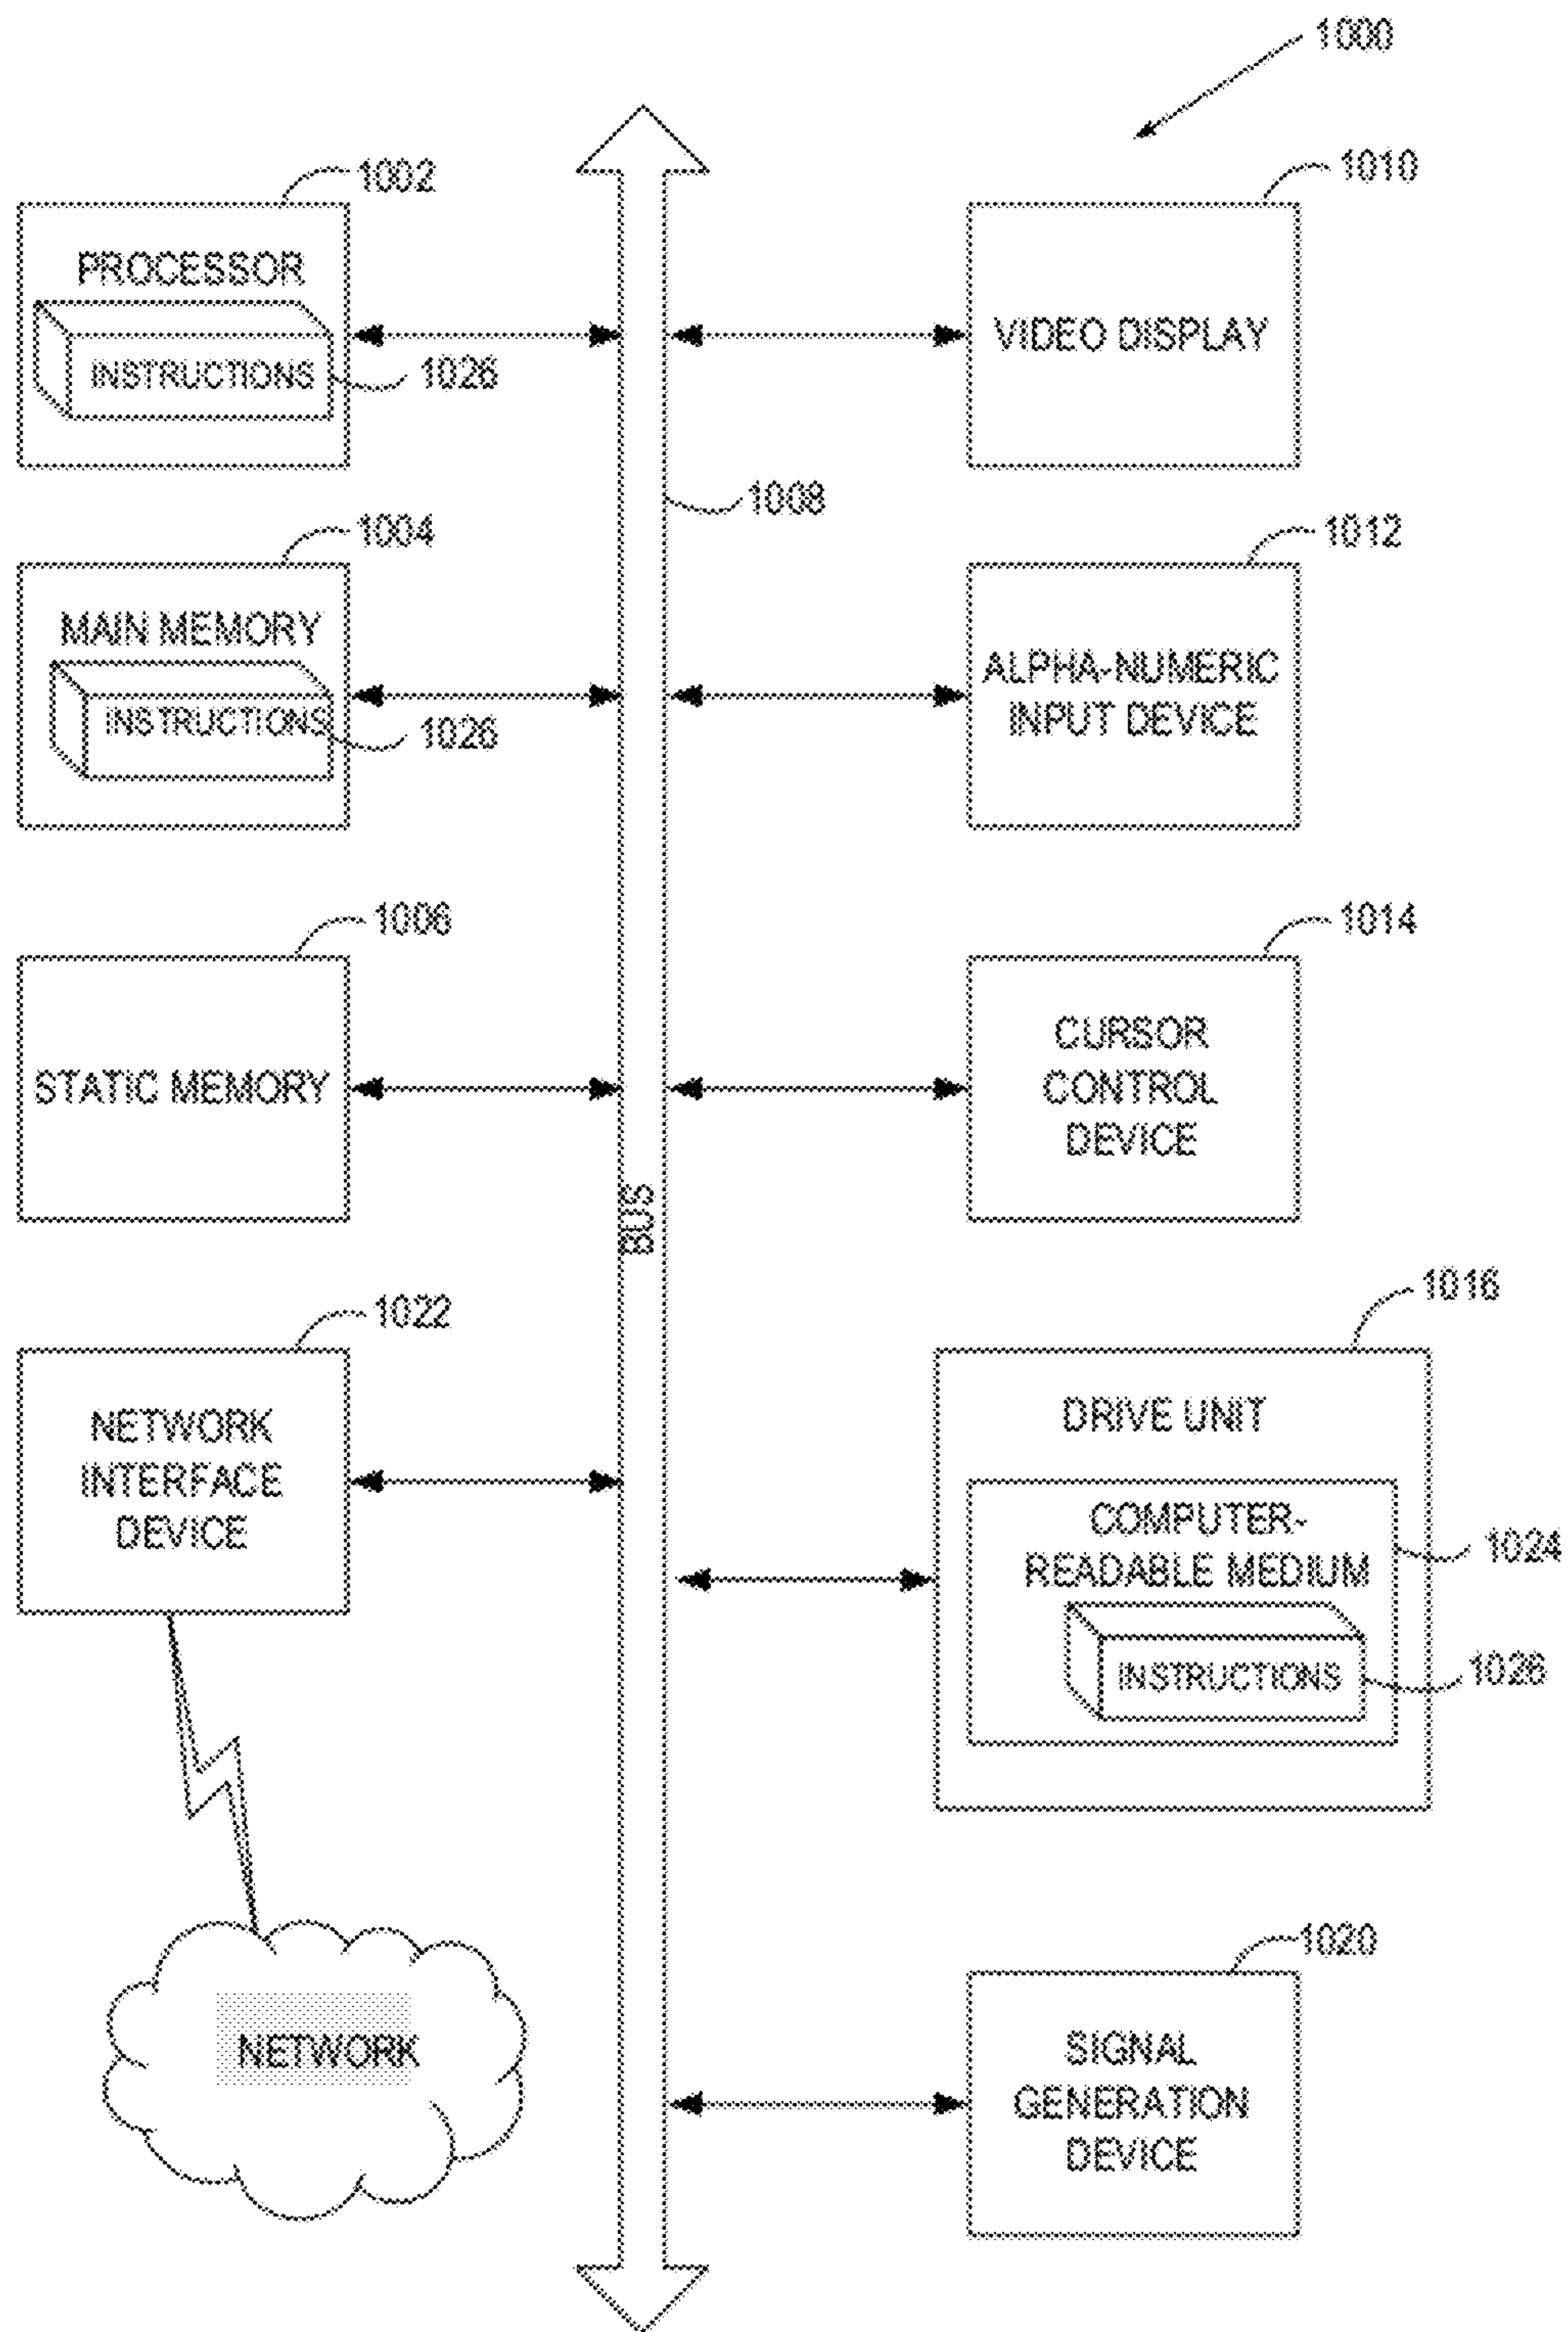 1000
1002
PROCESSOR
INSTRUCTIONS
1026
1010
VIDEO DISPLAY
1008
1004
MAIN MEMORY
INSTRUCTIONS
1026
1012
ALPHA-NUMERIC
INPUT DEVICE
1006
STATIC MEMORY
1014
CURSOR
CONTROL
DEVICE
BUS
1022
NETWORK
INTERFACE
DEVICE
1016
DRIVE UNIT
COMPUTER-
READABLE MEDIUM
1024
INSTRUCTIONS
1026
NETWORK
1020
SIGNAL
GENERATION
DEVICE